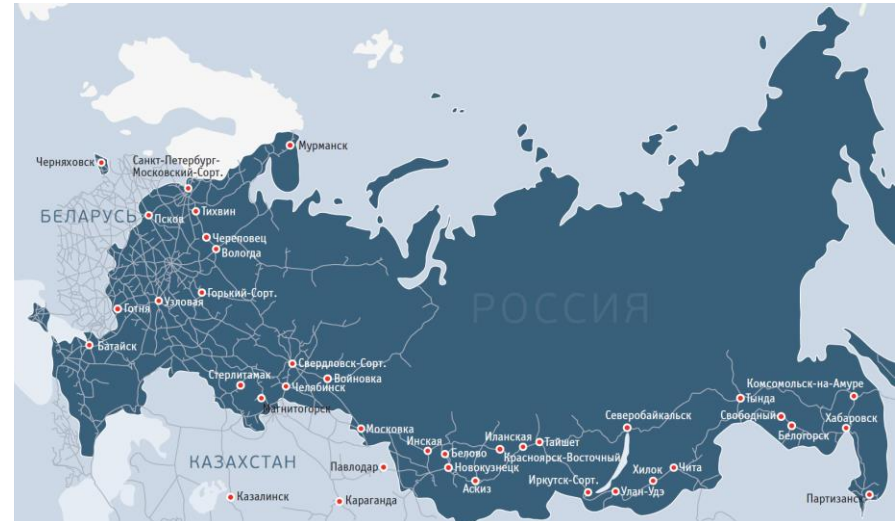 Мурманск
Черняховск
Санкт-Петербург-
Московский-Сорт.
БЕЛАРУСЬ
Псков
Тихвин
Череповец
Вологда
Готня
Узловая
Горький-Сорт.
РОССИЯ
Батайск
Свердловск-Сорт.
Стерлитамак
Войновка
Челябинск
Магнитогорск
Комсомольск-на-Амуре
Тында
Московка
Северобайкальск
Свободный
Хабаровск
Белогорск
Инская
Иланская
Тайшет
Белово
Красноярск-Восточный
КАЗАХСТАН
Павлодар
Новокузнецк
Хилок
Чита
Аскиз
Иркутск-Сорт.
Улан-Удэ
Казалинск
Караганда
Партизанск